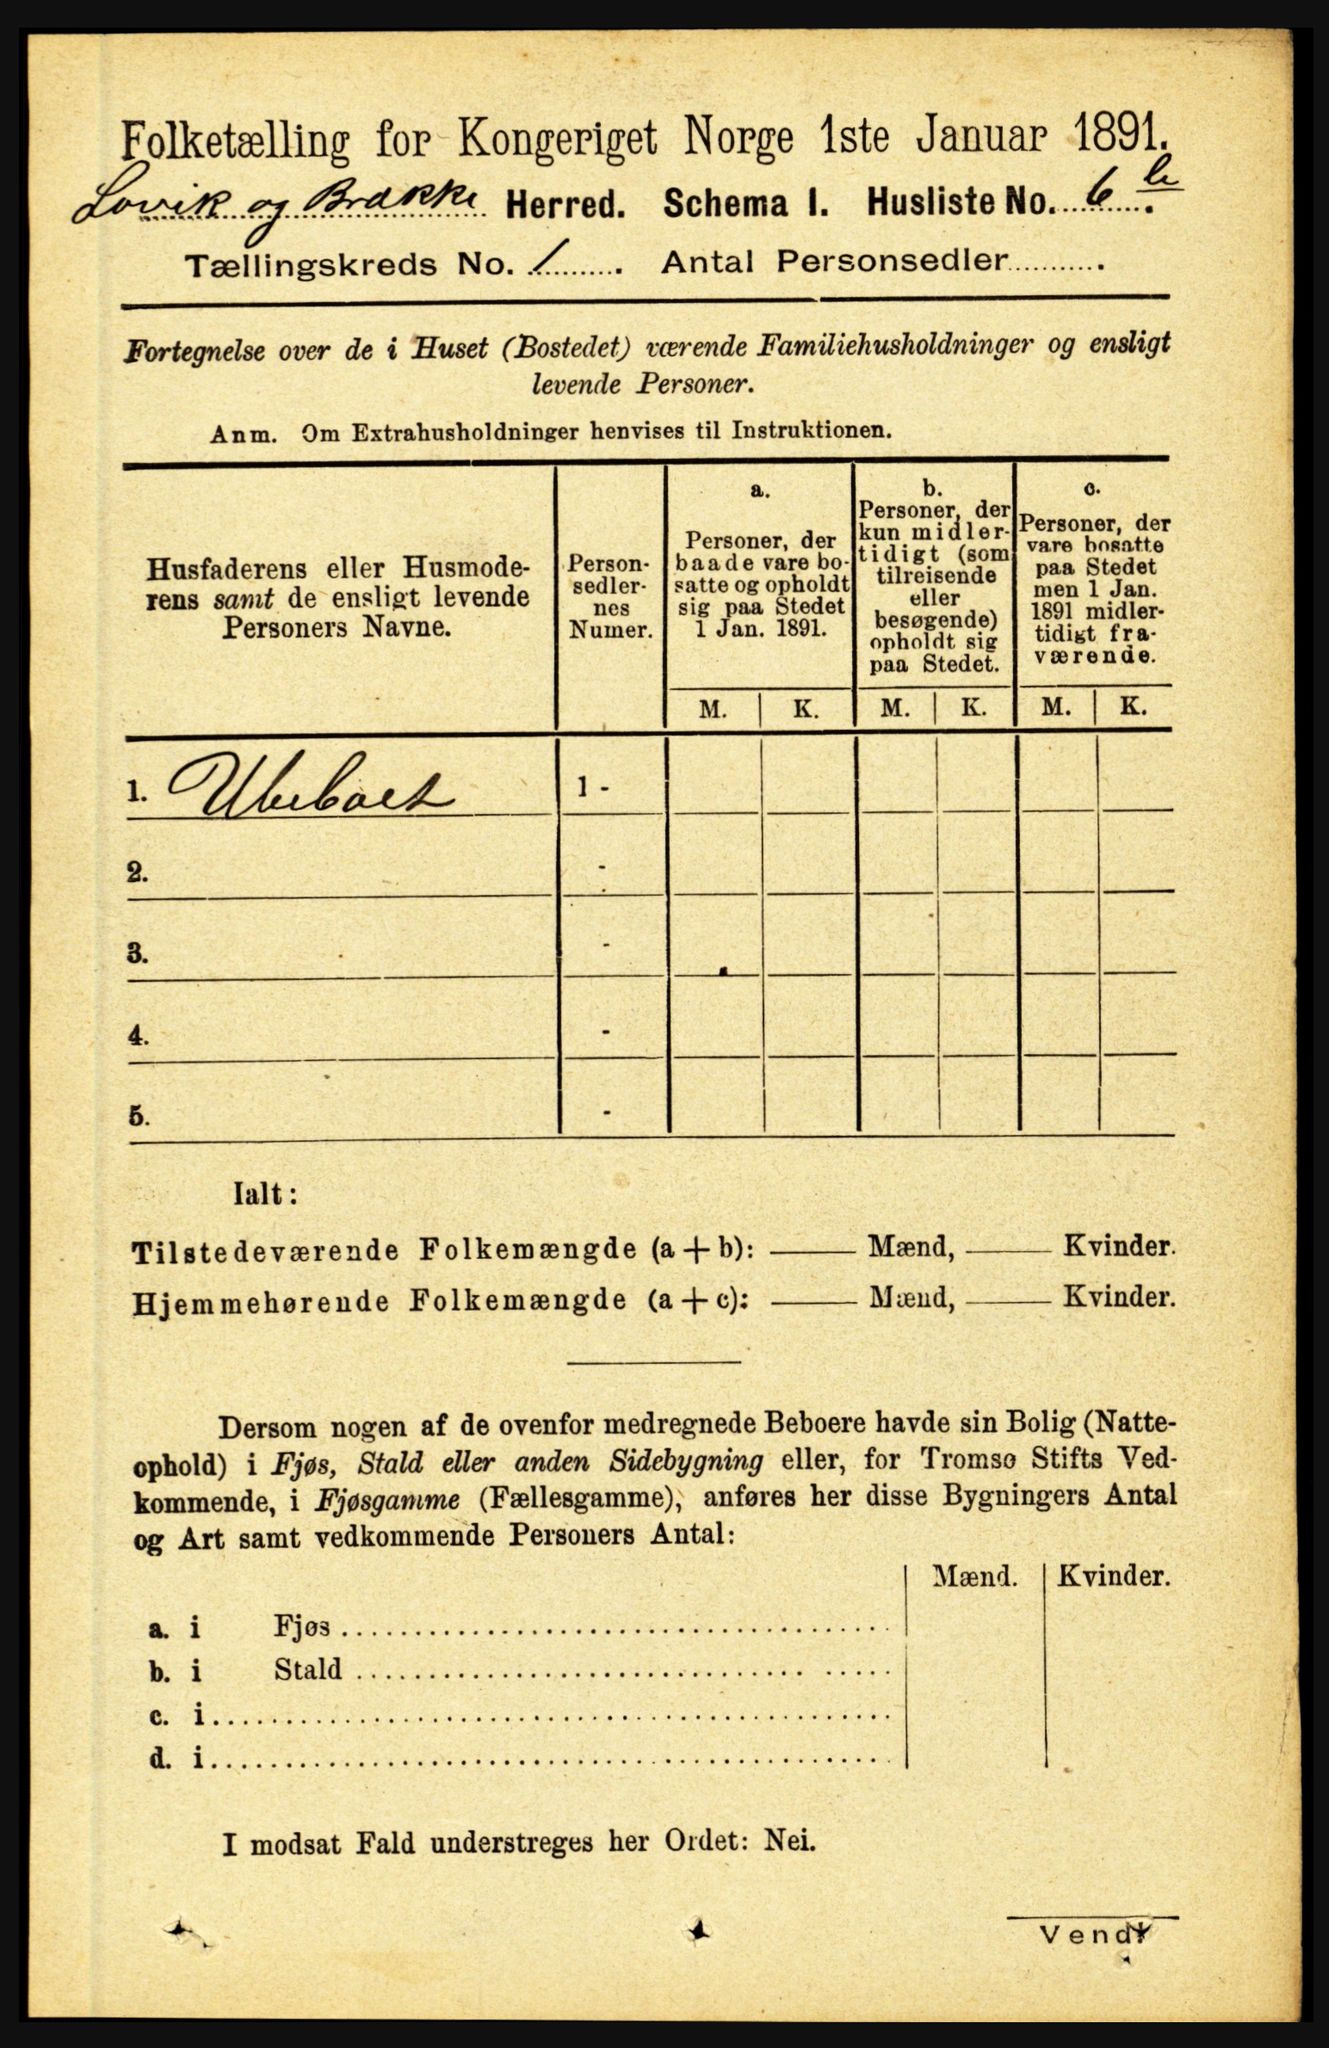 Folketælling for Kongeriget Norge 1ste Januar 1891.
Lovik og Brække Herred. Schema I. Husliste No. 6 b.
Tællingskreds No. 1. Antal Personsedler
Fortegnelse over de i Huset (Bostedet) værende Familiehusholdninger og ensligt
levende Personer.
Anm. Om Extrahusholdninger henvises til Instruktionen.
Husfaderens eller Husmode-
rens samt de ensligt levende
Personers Navne.
Person-
sedler-
nes
Numer.
a.
Personer, der
baade vare bo-
satte og opholdt
sig paa Stedet
1 Jan. 1891.
b.
Personer, der
kun midler-
tidigt (som
tilreisende
eller
besøgende)
opholdt sig
paa Stedet.
c.
Personer, der
vare bosatte
paa Stedet
men 1 Jan.
1891 midler-
tidigt fra-
værende.
M. K. M. K. M. K.
1. Ubeboet 1 -
2. -
3. -
4. -
5. -
Ialt:
Tilstedeværende Folkemængde (a + b): —— Mænd, —— Kvinder.
Hjemmehørende Folkemængde (a + c): —— Mænd, —— Kvinder.
Dersom nogen af de ovenfor medregnede Beboere havde sin Bolig (Natte-
ophold) i Fjøs, Stald eller anden Sidebygning eller, for Tromsø Stifts Ved-
kommende, i Fjøsgamme (Fællesgamme), anføres her disse Bygningers Antal
og Art samt vedkommende Personers Antal:
Mænd. Kvinder.
a. i Fjøs
b. i Stald
c. i
d. i
I modsat Fald understreges her Ordet: Nei.
Vendt